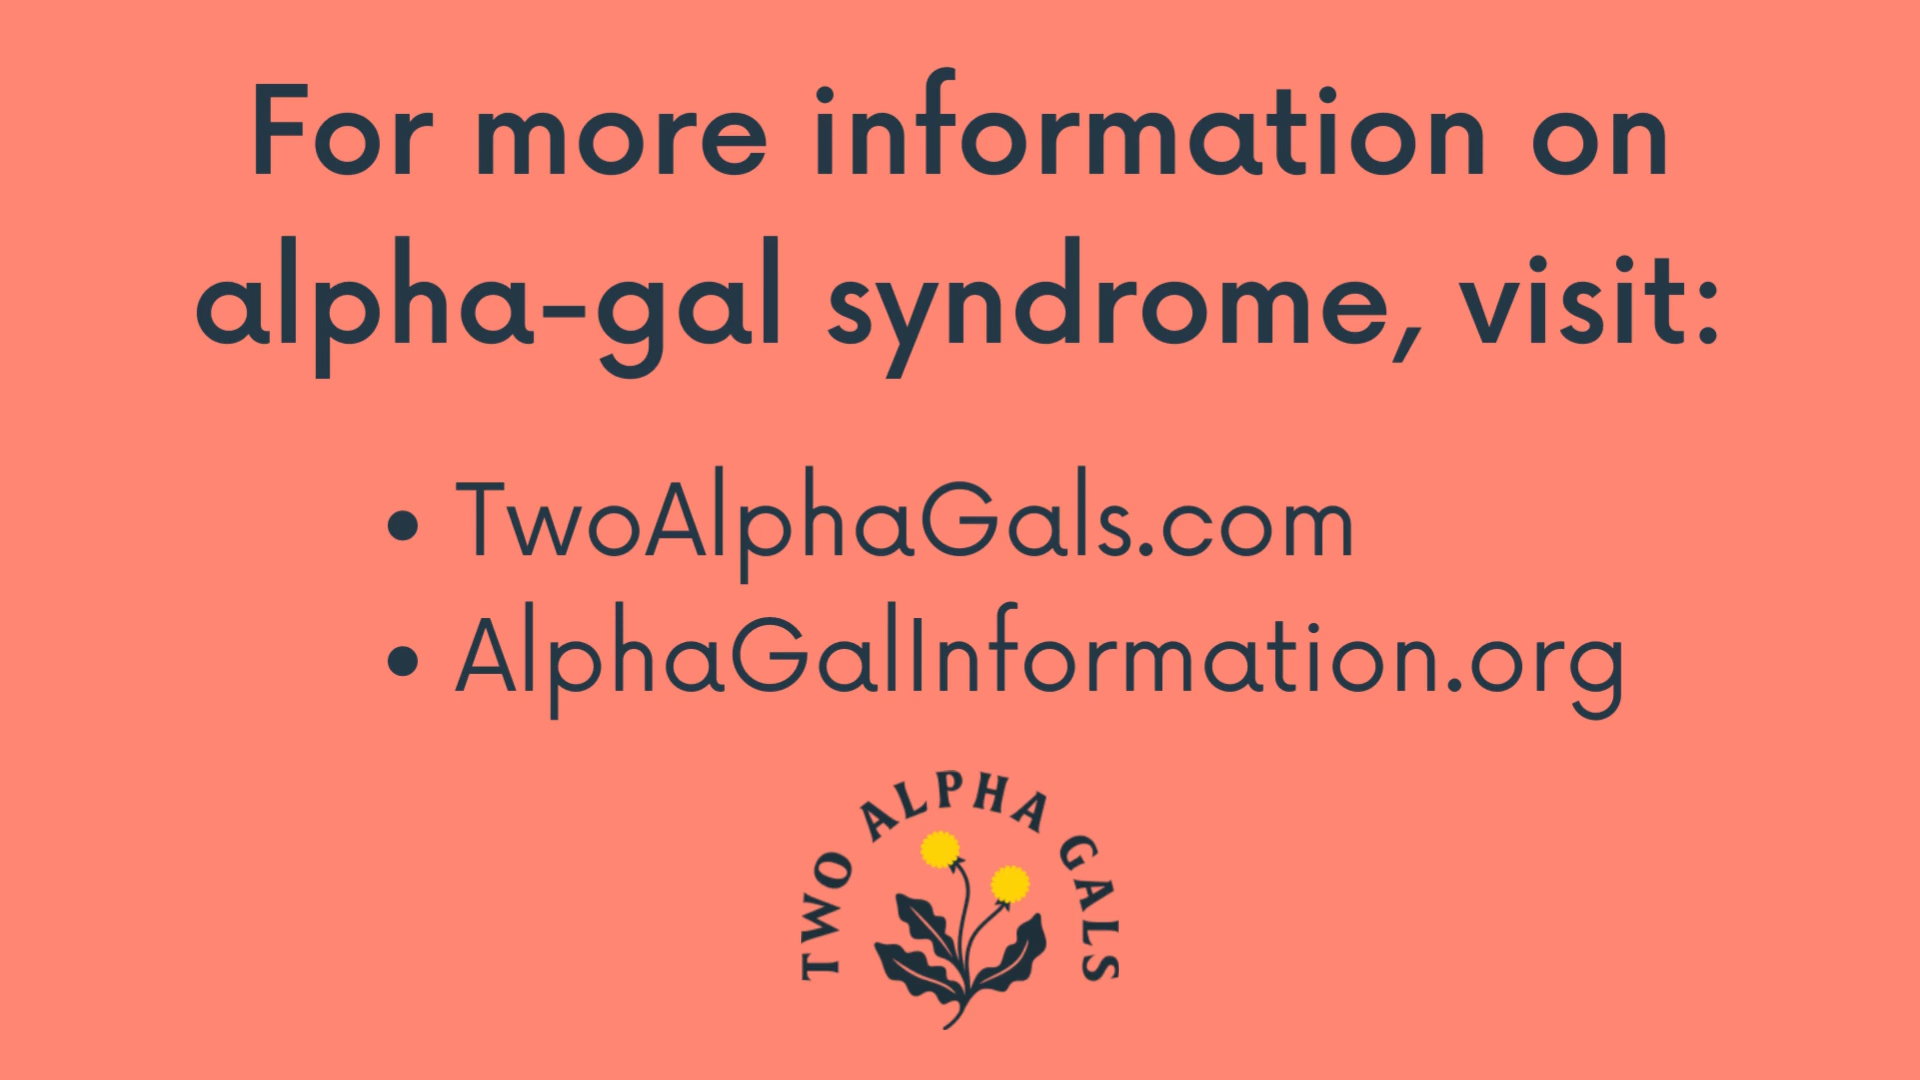 For more information on
alpha-gal syndrome, visit:
• TwoAlphaGals.com
• AlphaGalInformation.org
TWO ALPHA GALS